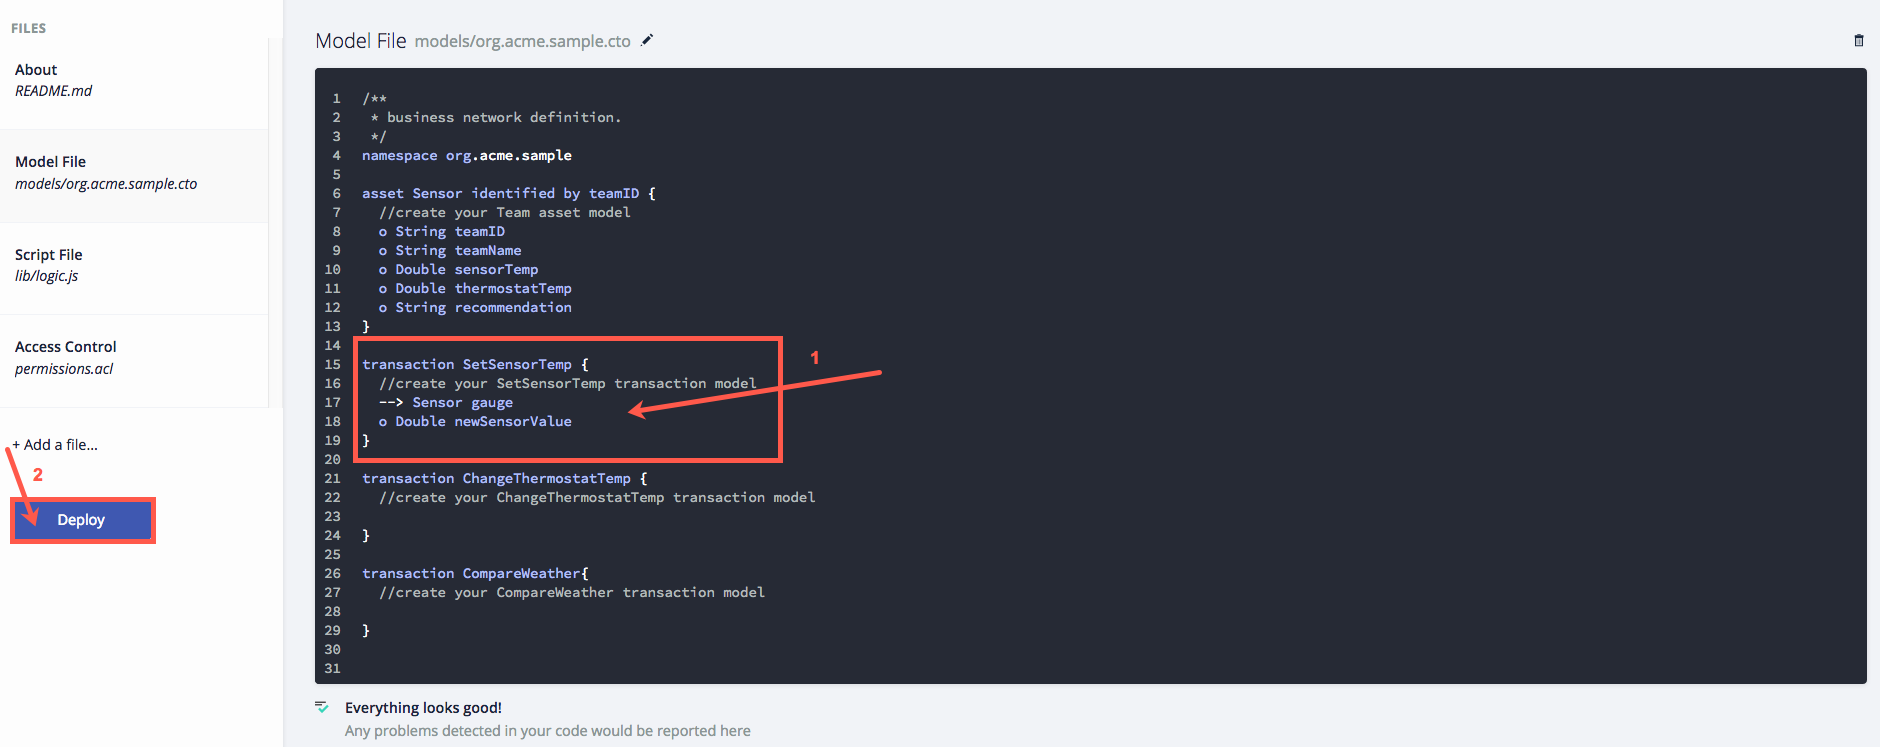 FILES
About
README.md
Model File
models/org.acme.sample.cto
Script File
lib/logic.js
Access Control
permissions.acl
+ Add a file...
2
Deploy
Model File models/org.acme.sample.cto
1 /**
2 * business network definition.
3 */
4 namespace org.acme.sample
5
6 asset Sensor identified by teamID {
7 //create your Team asset model
8 o String teamID
9 o String teamName
10 o Double sensorTemp
11 o Double thermostatTemp
12 o String recommendation
13 }
14
15 transaction SetSensorTemp {
16 //create your SetSensorTemp transaction model
17 --> Sensor gauge
18 o Double newSensorValue
19 }
20
21 transaction ChangeThermostatTemp {
22 //create your ChangeThermostatTemp transaction model
23
24 }
25
26 transaction CompareWeather{
27 //create your CompareWeather transaction model
28
29 }
30
31
1
Everything looks good!
Any problems detected in your code would be reported here